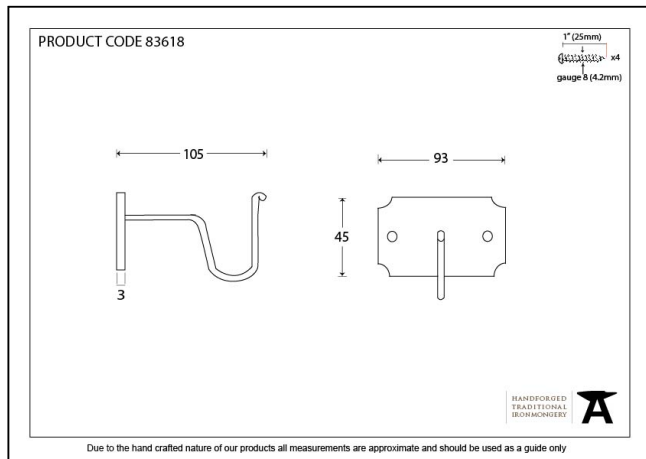 PRODUCT CODE 83618
1" (25mm)
x4
gauge 8 (4.2mm)
105
93
45
3
HANDFORGED
TRADITIONAL
IRONMONGERY
Due to the hand crafted nature of our products all measurements are approximate and should be used as a guide only